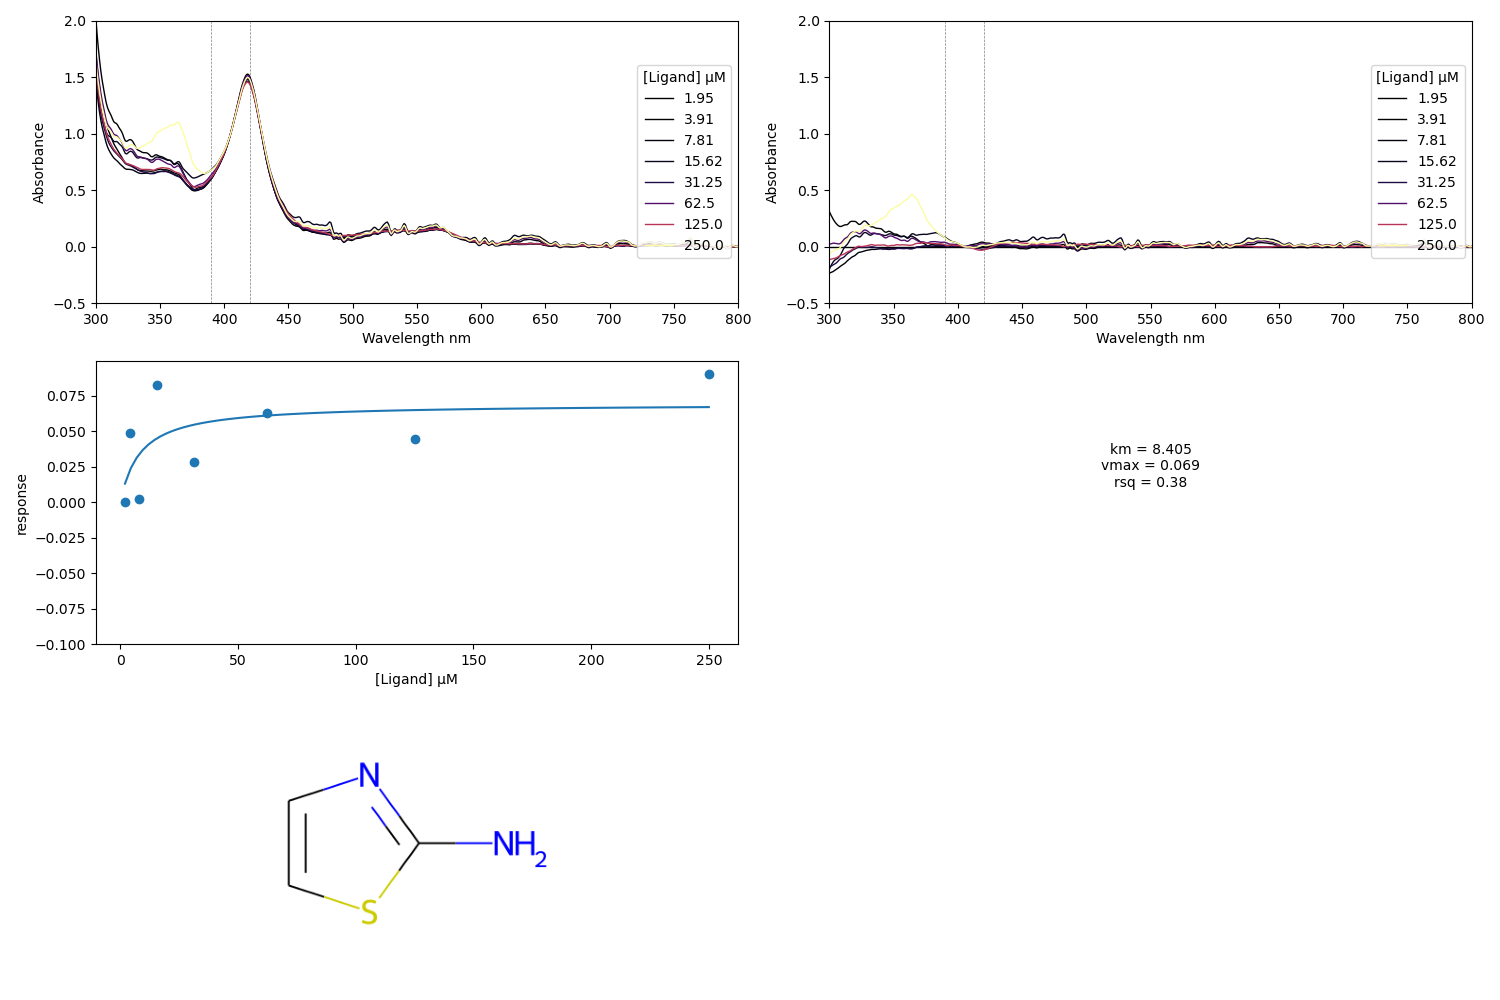 2.0
1.5
1.0
0.5
0.0
−0.5
Absorbance
300 350 400 450 500 550 600 650 700 750 800
Wavelength nm
[Ligand] μM
1.95
3.91
7.81
15.62
31.25
62.5
125.0
250.0
2.0
1.5
1.0
0.5
0.0
−0.5
Absorbance
300 350 400 450 500 550 600 650 700 750 800
Wavelength nm
[Ligand] μM
1.95
3.91
7.81
15.62
31.25
62.5
125.0
250.0
0.075
0.050
0.025
0.000
−0.025
−0.050
−0.075
−0.100
response
0 50 100 150 200 250
[Ligand] μM
km = 8.405
vmax = 0.069
rsq = 0.38
N
NH2
S